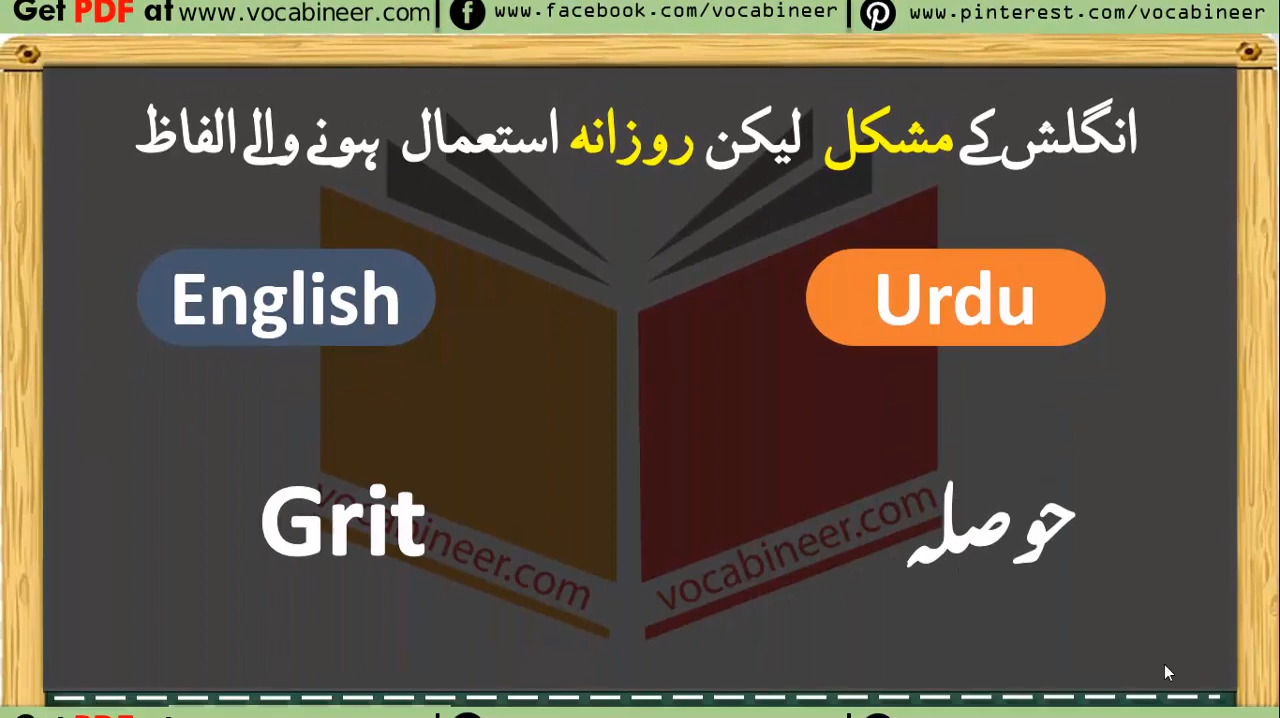 Get PDF at www.vocabineer.com | www.facebook.com/vocabineer | www.pinterest.com/vocabineer
انگلش کے مشکل لیکن روزانہ استعمال ہونے والے الفاظ
English Urdu
Grit حوصلہ
vocabineer.com vocabineer.com